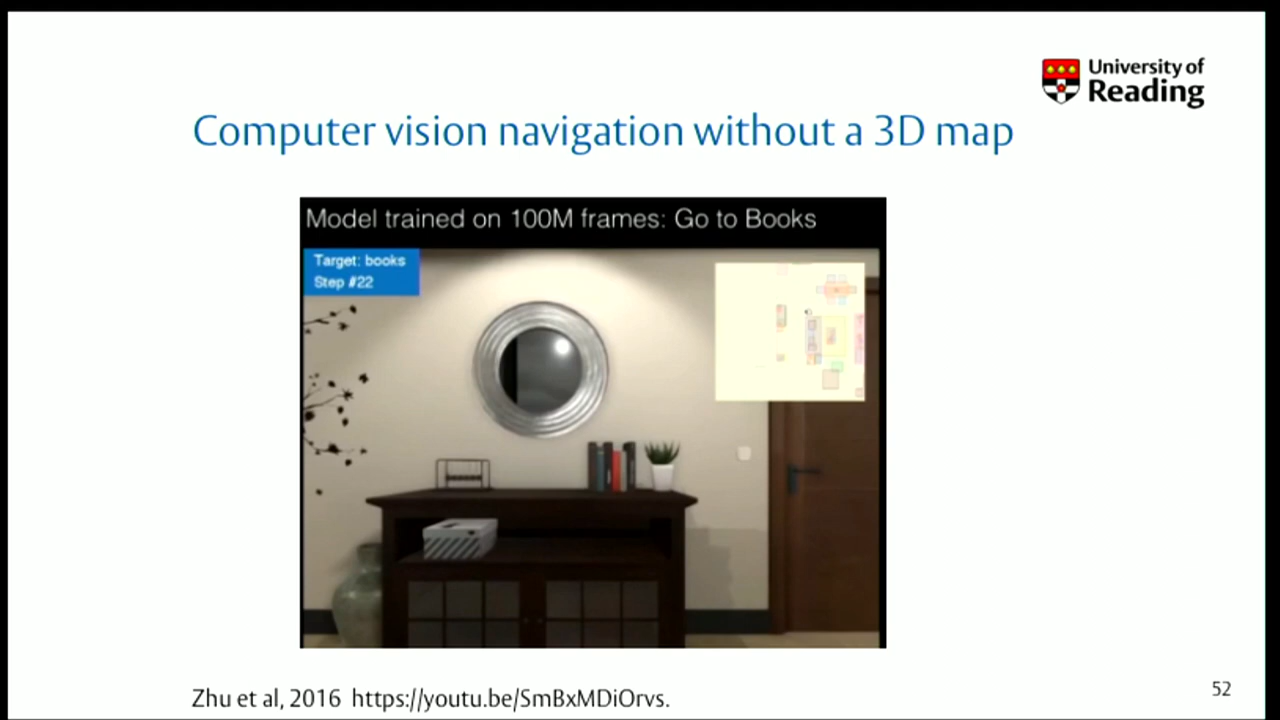 University of
Reading
Computer vision navigation without a 3D map
Model trained on 100M frames: Go to Books
Target: books
Step #22
Zhu et al, 2016 https://youtu.be/SmBxMDiOrvs.
52